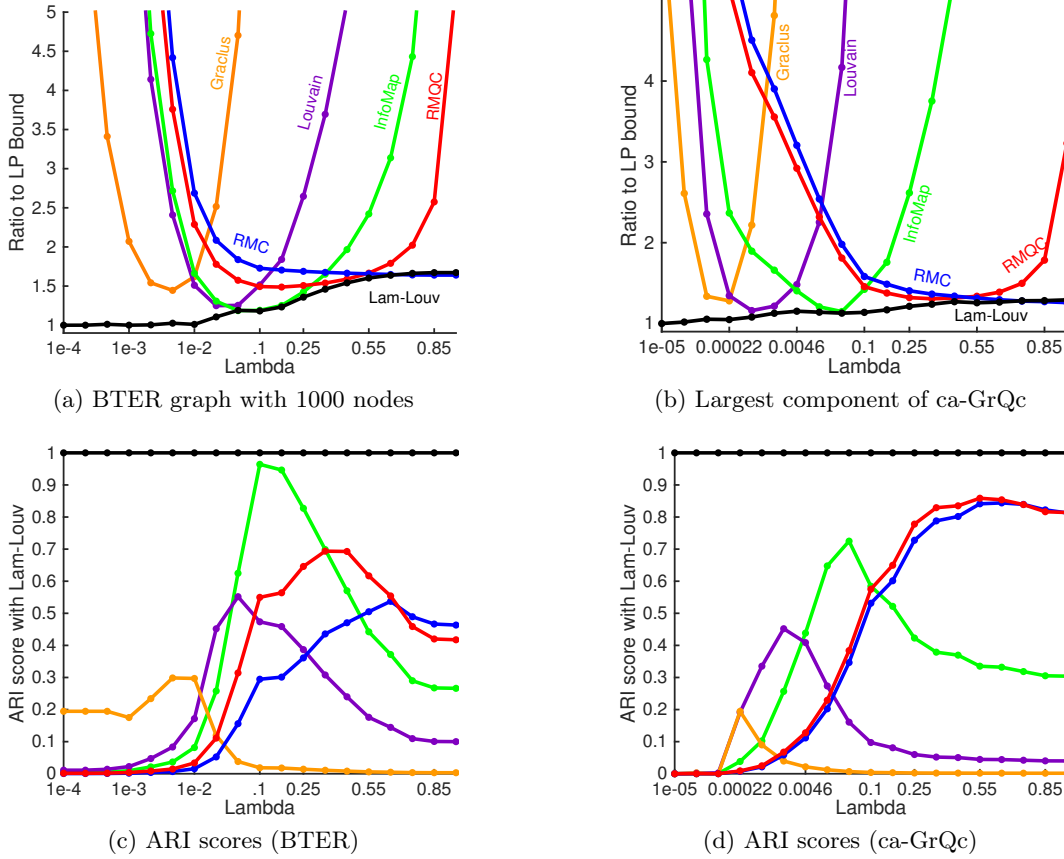 5
4.5
4
3.5
3
2.5
2
1.5
1
Ratio to LP Bound
Graclus
Louvain
InfoMap
RMQC
RMC
Lam-Louv
1e-4
1e-3
1e-2
.1
0.25
0.55
0.85
Lambda
(a) BTER graph with 1000 nodes
4
3
2
1
Ratio to LP bound
Graclus
Louvain
InfoMap
RMQC
RMC
Lam-Louv
1e-05
0.00022
0.0046
0.1
0.25
0.55
0.85
Lambda
(b) Largest component of ca-GrQc
1
0.9
0.8
0.7
0.6
0.5
0.4
0.3
0.2
0.1
0
ARI score with Lam-Louv
1e-4
1e-3
1e-2
.1
0.25
0.55
0.85
Lambda
(c) ARI scores (BTER)
1
0.9
0.8
0.7
0.6
0.5
0.4
0.3
0.2
0.1
0
ARI score with Lam-Louv
1e-05
0.00022
0.0046
0.1
0.25
0.55
0.85
Lambda
(d) ARI scores (ca-GrQc)